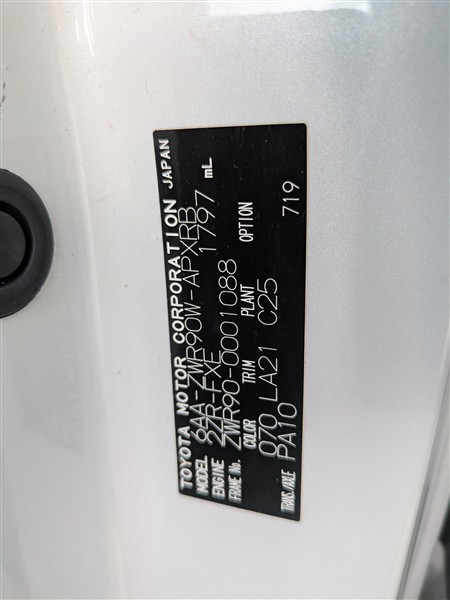 TOYOTA MOTOR CORPORATION JAPAN
MODEL 6AA-ZWR90W-APXRB
ENGINE 2ZR-FXE 1797 mL
FRAME No. ZWR90-0001088
COLOR TRIM PLANT OPTION
070 LA21 C25 719
TRANS./AXLE PA10